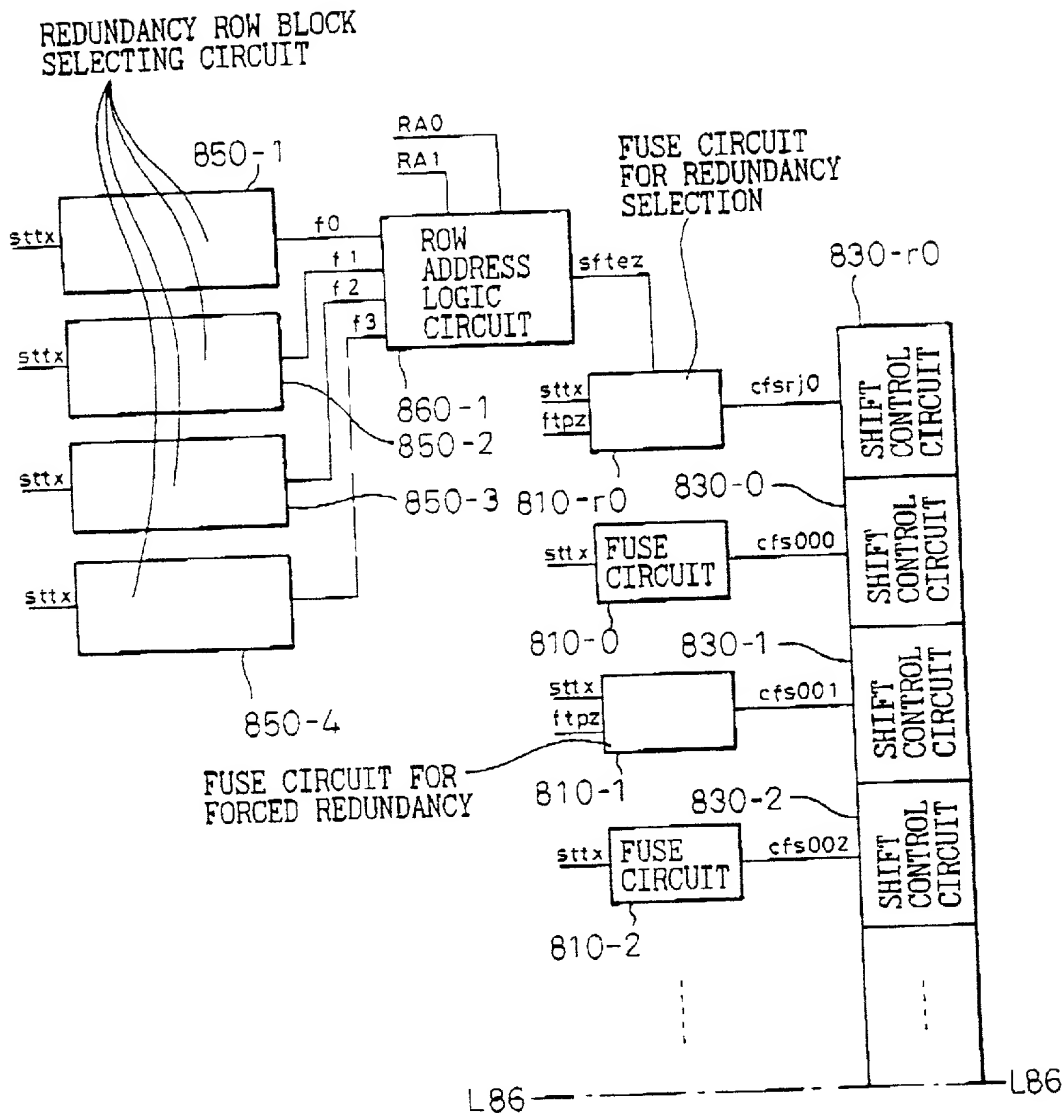 REDUNDANCY ROW BLOCK
SELECTING CIRCUIT
850-1
sttx
f0
RA0
RA1
ROW
ADDRESS
LOGIC
CIRCUIT
f1
f2
f3
sftez
FUSE CIRCUIT
FOR REDUNDANCY
SELECTION
830-r0
sttx
860-1
850-2
sttx
ftpz
cfsrj0
SHIFT
CONTROL
CIRCUIT
sttx
850-3
810-r0
830-0
sttx
FUSE
CIRCUIT
cfs000
SHIFT
CONTROL
CIRCUIT
sttx
850-4
810-0
830-1
sttx
ftpz
cfs001
SHIFT
CONTROL
CIRCUIT
FUSE CIRCUIT FOR
FORCED REDUNDANCY
810-1
830-2
sttx
FUSE
CIRCUIT
cfs002
SHIFT
CONTROL
CIRCUIT
810-2
L86
L86